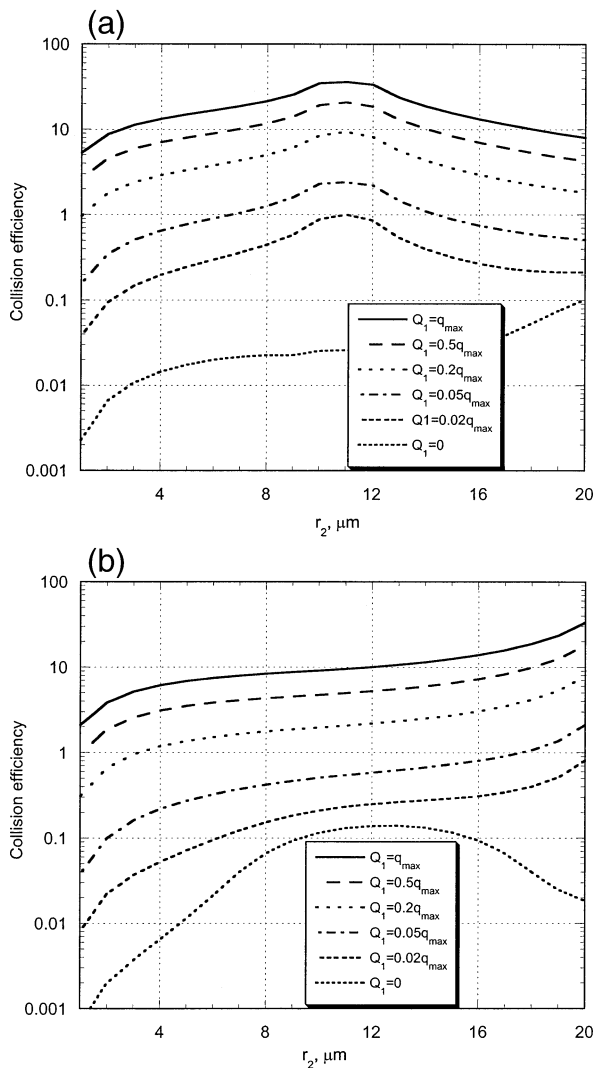 (a)
100
10
1
0.1
0.01
0.001
Collision efficiency
Q₁=qmax
Q₁=0.5qmax
Q₁=0.2qmax
Q₁=0.05qmax
Q1=0.02qmax
Q₁=0
4 8 12 16 20
r₂, μm
(b)
100
10
1
0.1
0.01
0.001
Collision efficiency
Q₁=qmax
Q₁=0.5qmax
Q₁=0.2qmax
Q₁=0.05qmax
Q₁=0.02qmax
Q₁=0
4 8 12 16 20
r₂, μm